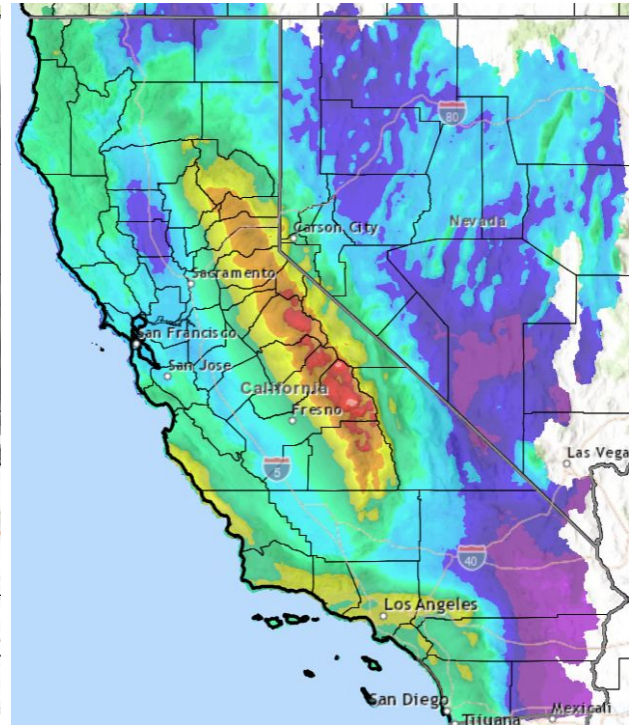 80
Nevada
Carson City
Sacramento
San Francisco
San Jose
California
Fresno
5
Las Vega
40
Los Angeles
San Diego
Tijuana
Mexicali